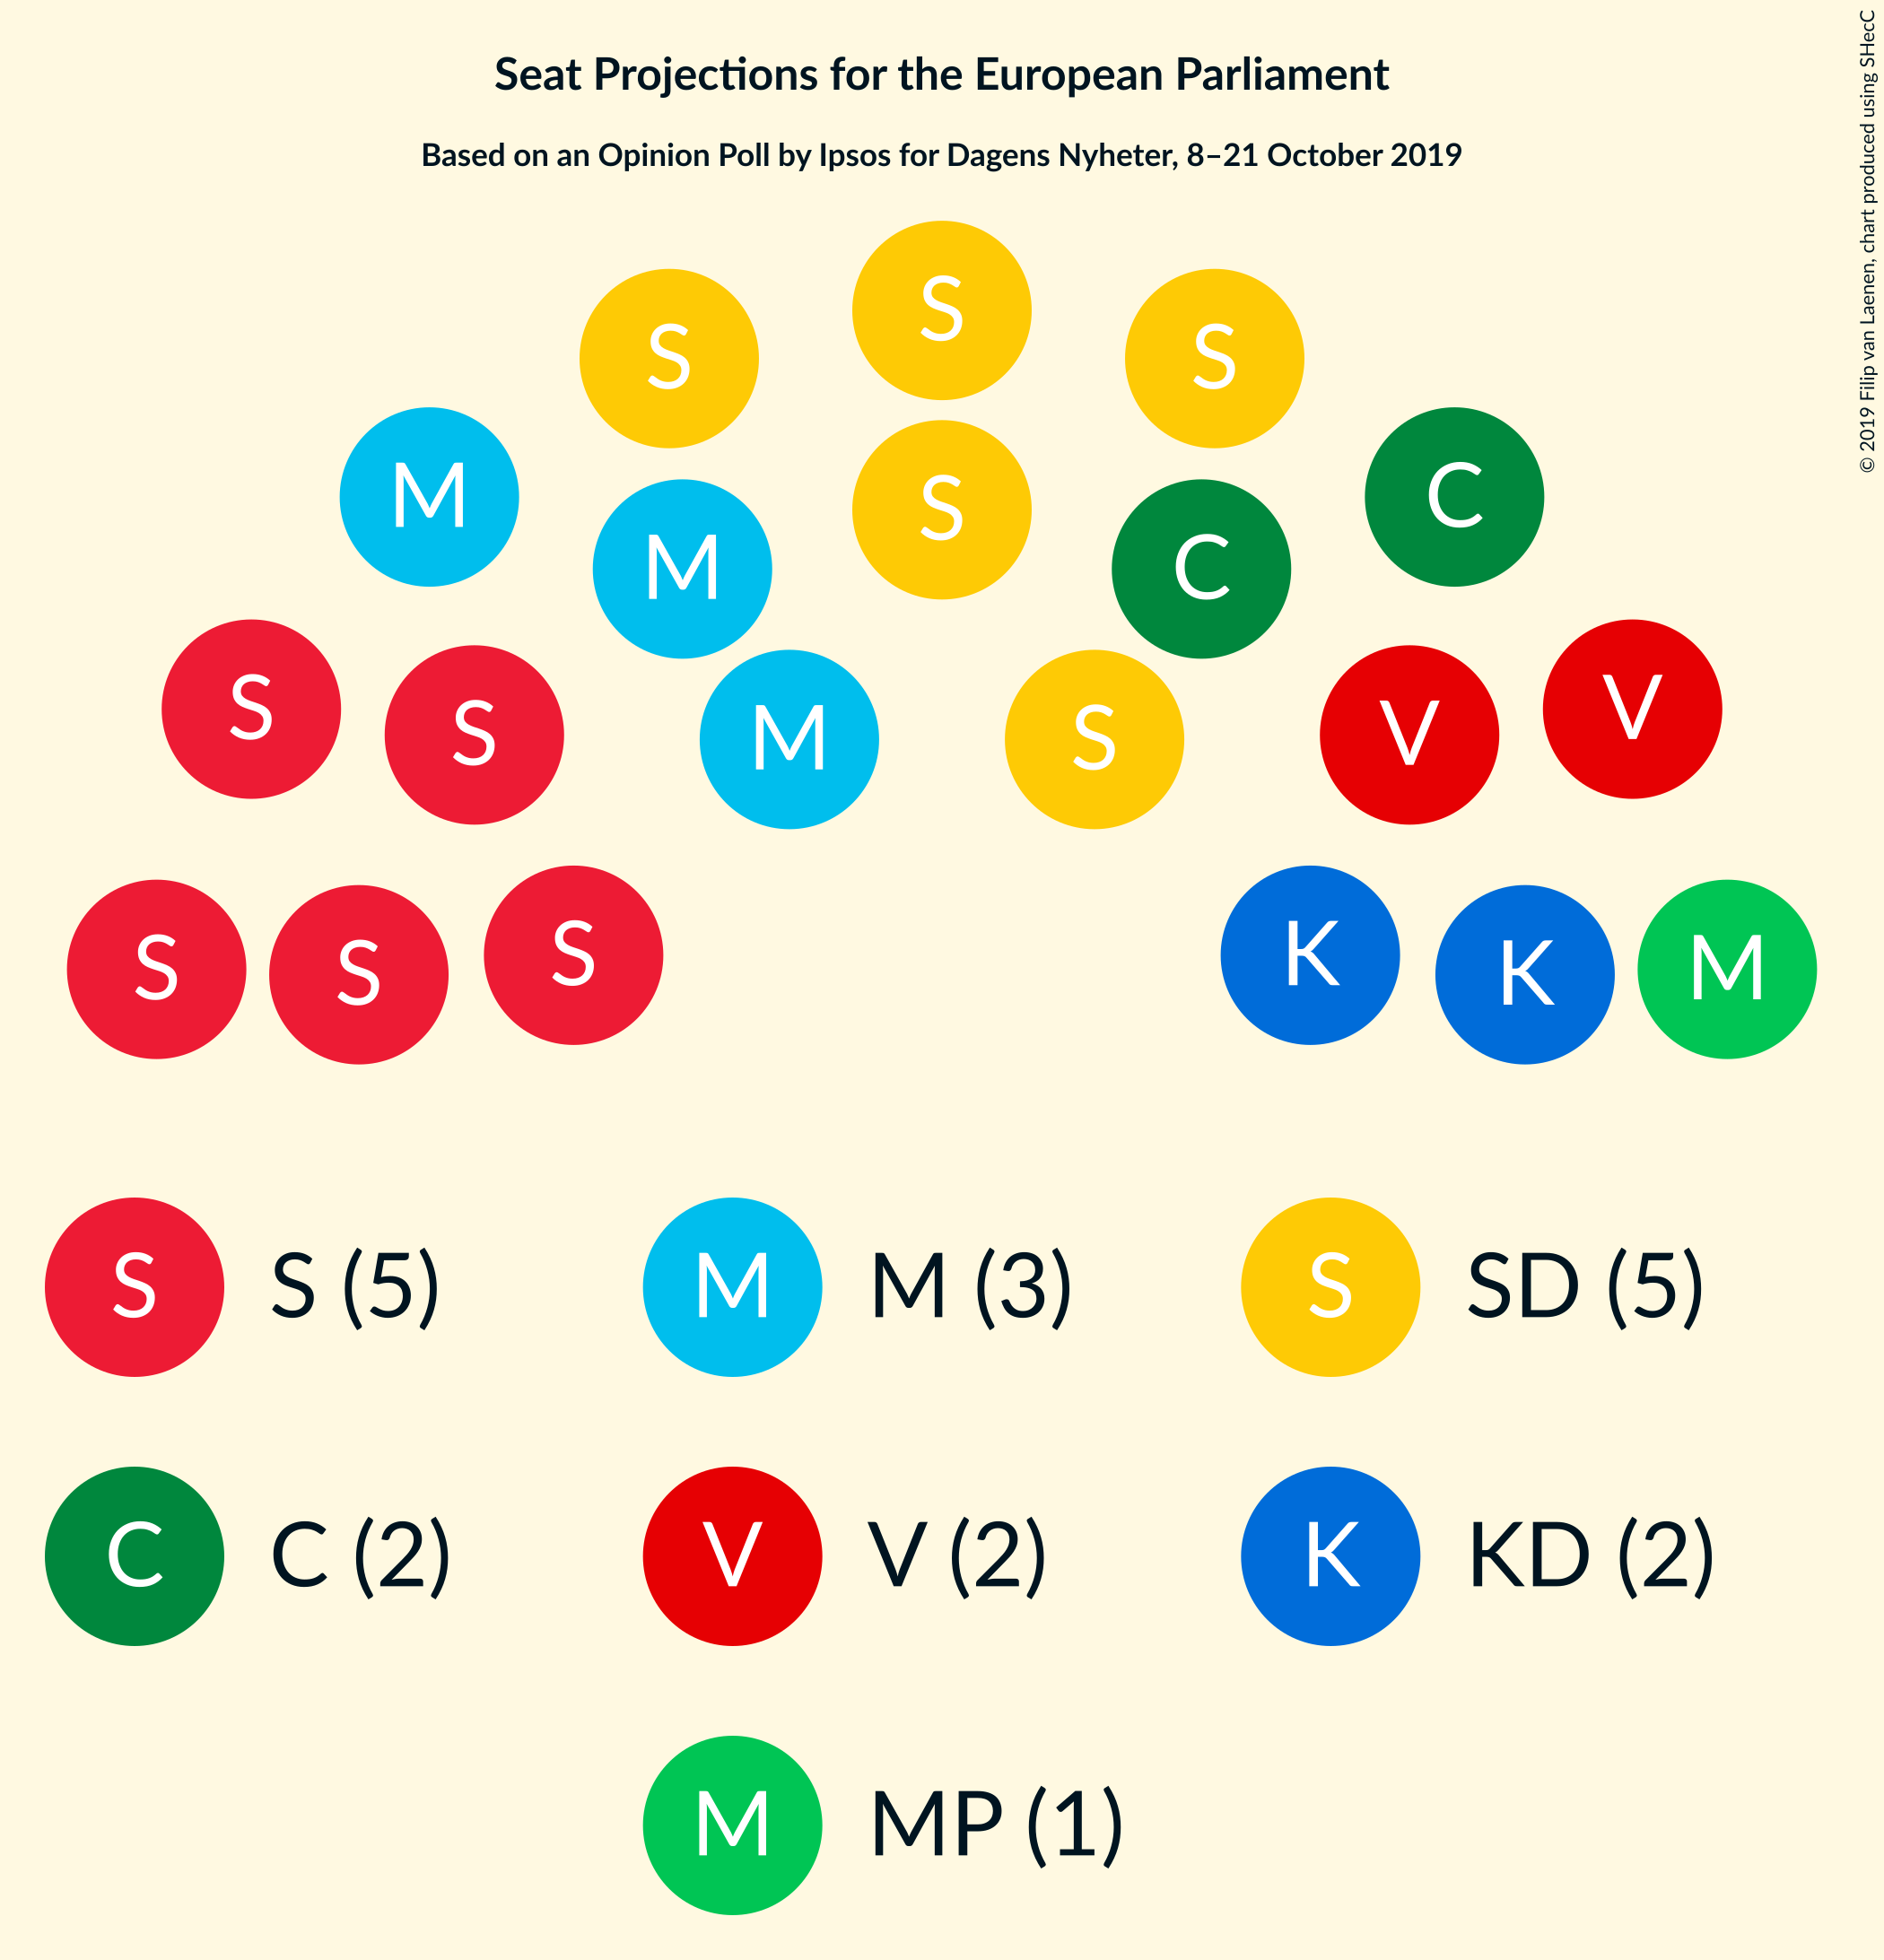 Seat Projections for the European Parliament
Based on an Opinion Poll by Ipsos for Dagens Nyheter, 8–21 October 2019
© 2019 Filip van Laenen, chart produced using SHecC
S
S S
S
M C
M C
S V
S V
M S
S K
S K
S M
S S (5) M M (3) S SD (5)
C C (2) V V (2) K KD (2)
M MP (1)